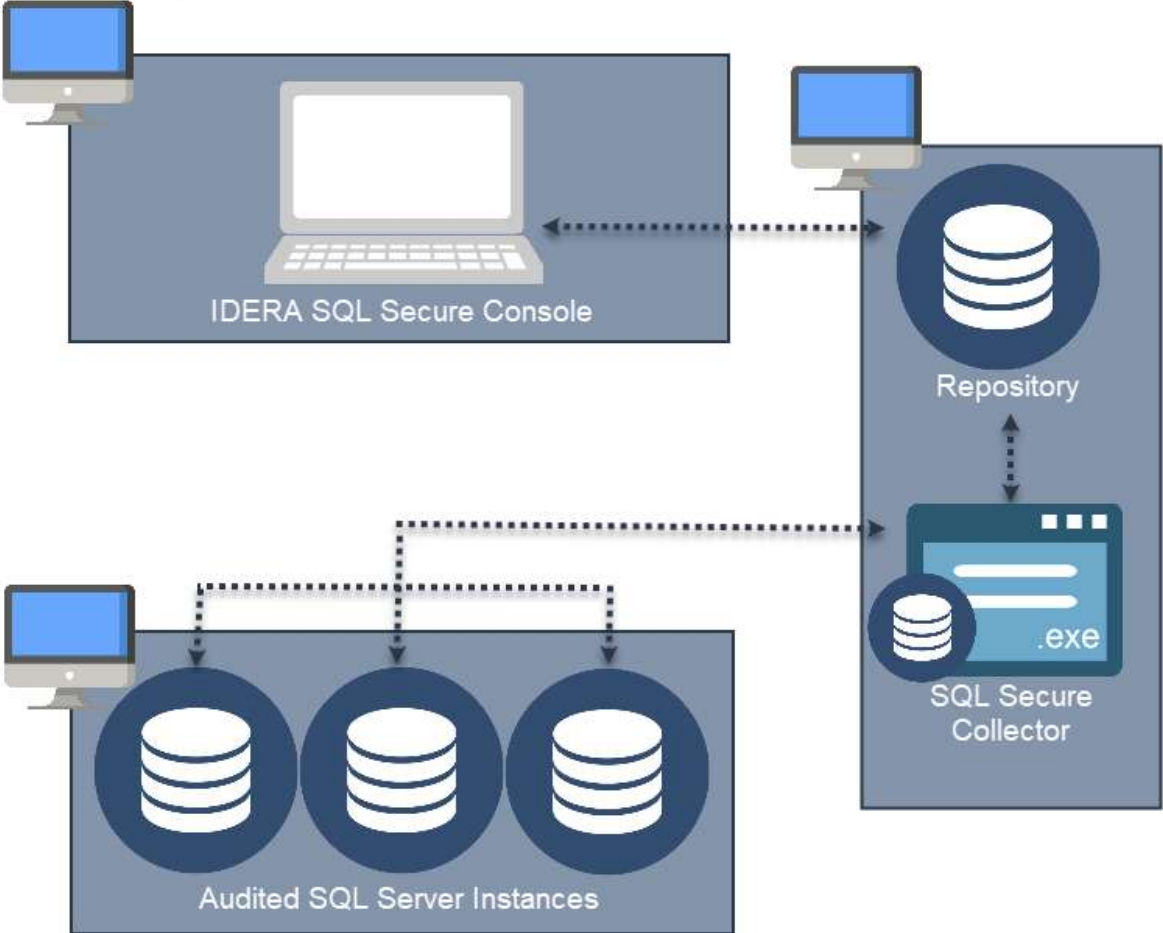 IDERA SQL Secure Console
Repository
.exe
SQL Secure
Collector
Audited SQL Server Instances